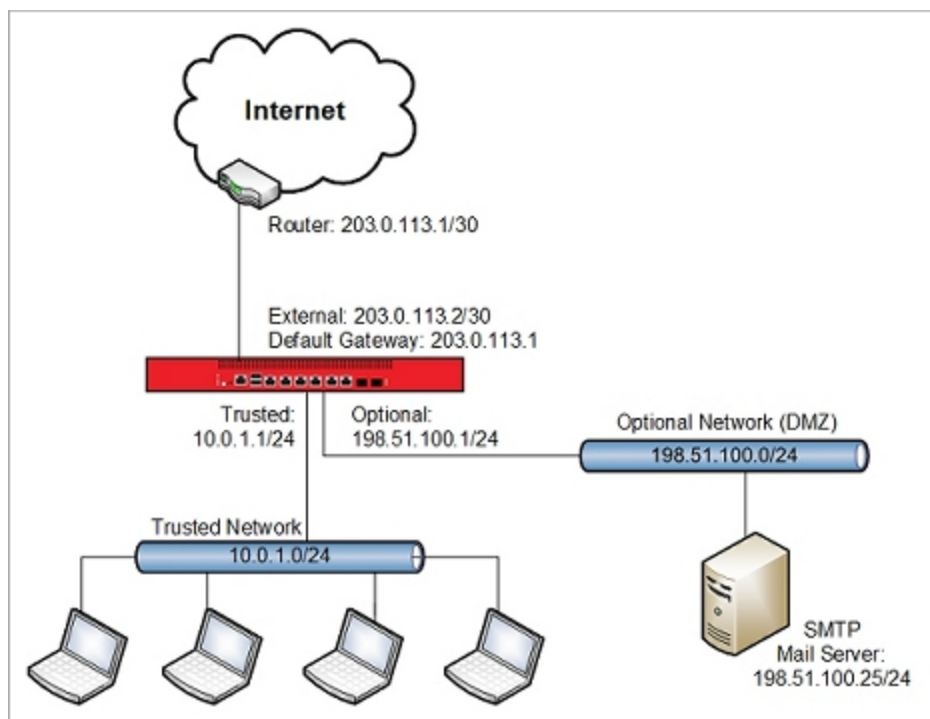 Internet
Router: 203.0.113.1/30
External: 203.0.113.2/30
Default Gateway: 203.0.113.1
Trusted:
10.0.1.1/24
Optional:
198.51.100.1/24
Optional Network (DMZ)
198.51.100.0/24
Trusted Network
10.0.1.0/24
SMTP
Mail Server:
198.51.100.25/24